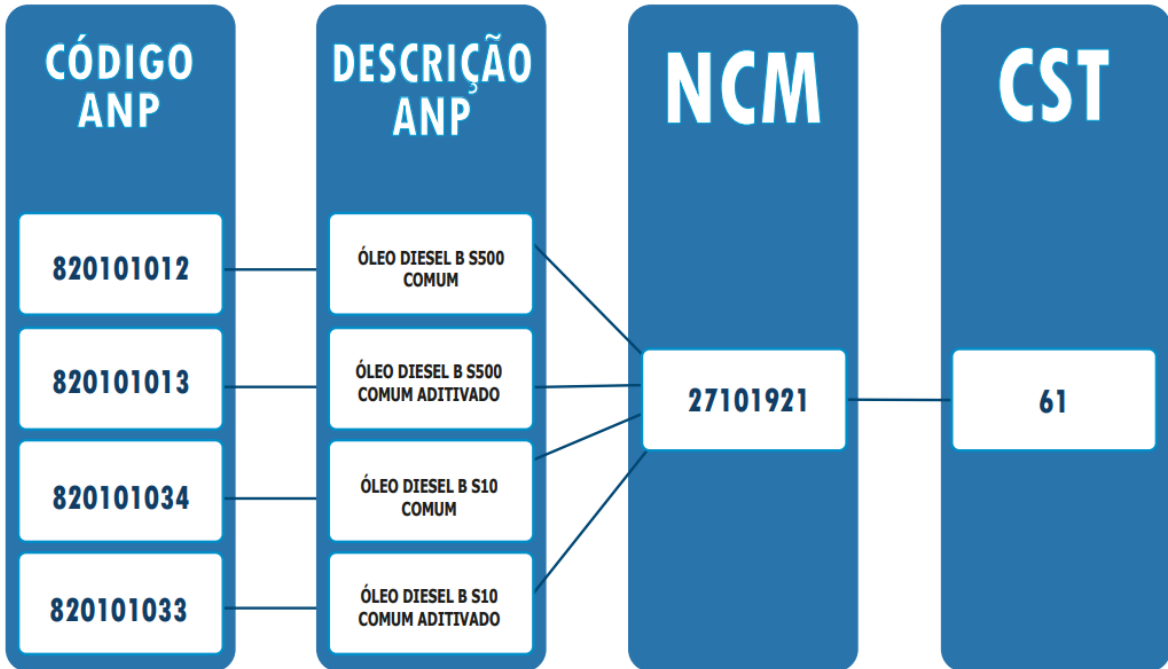 CÓDIGO
ANP
DESCRIÇÃO
ANP
NCM
CST
820101012
ÓLEO DIESEL B S500
COMUM
820101013
ÓLEO DIESEL B S500
COMUM ADITIVADO
27101921
61
820101034
ÓLEO DIESEL B S10
COMUM
820101033
ÓLEO DIESEL B S10
COMUM ADITIVADO